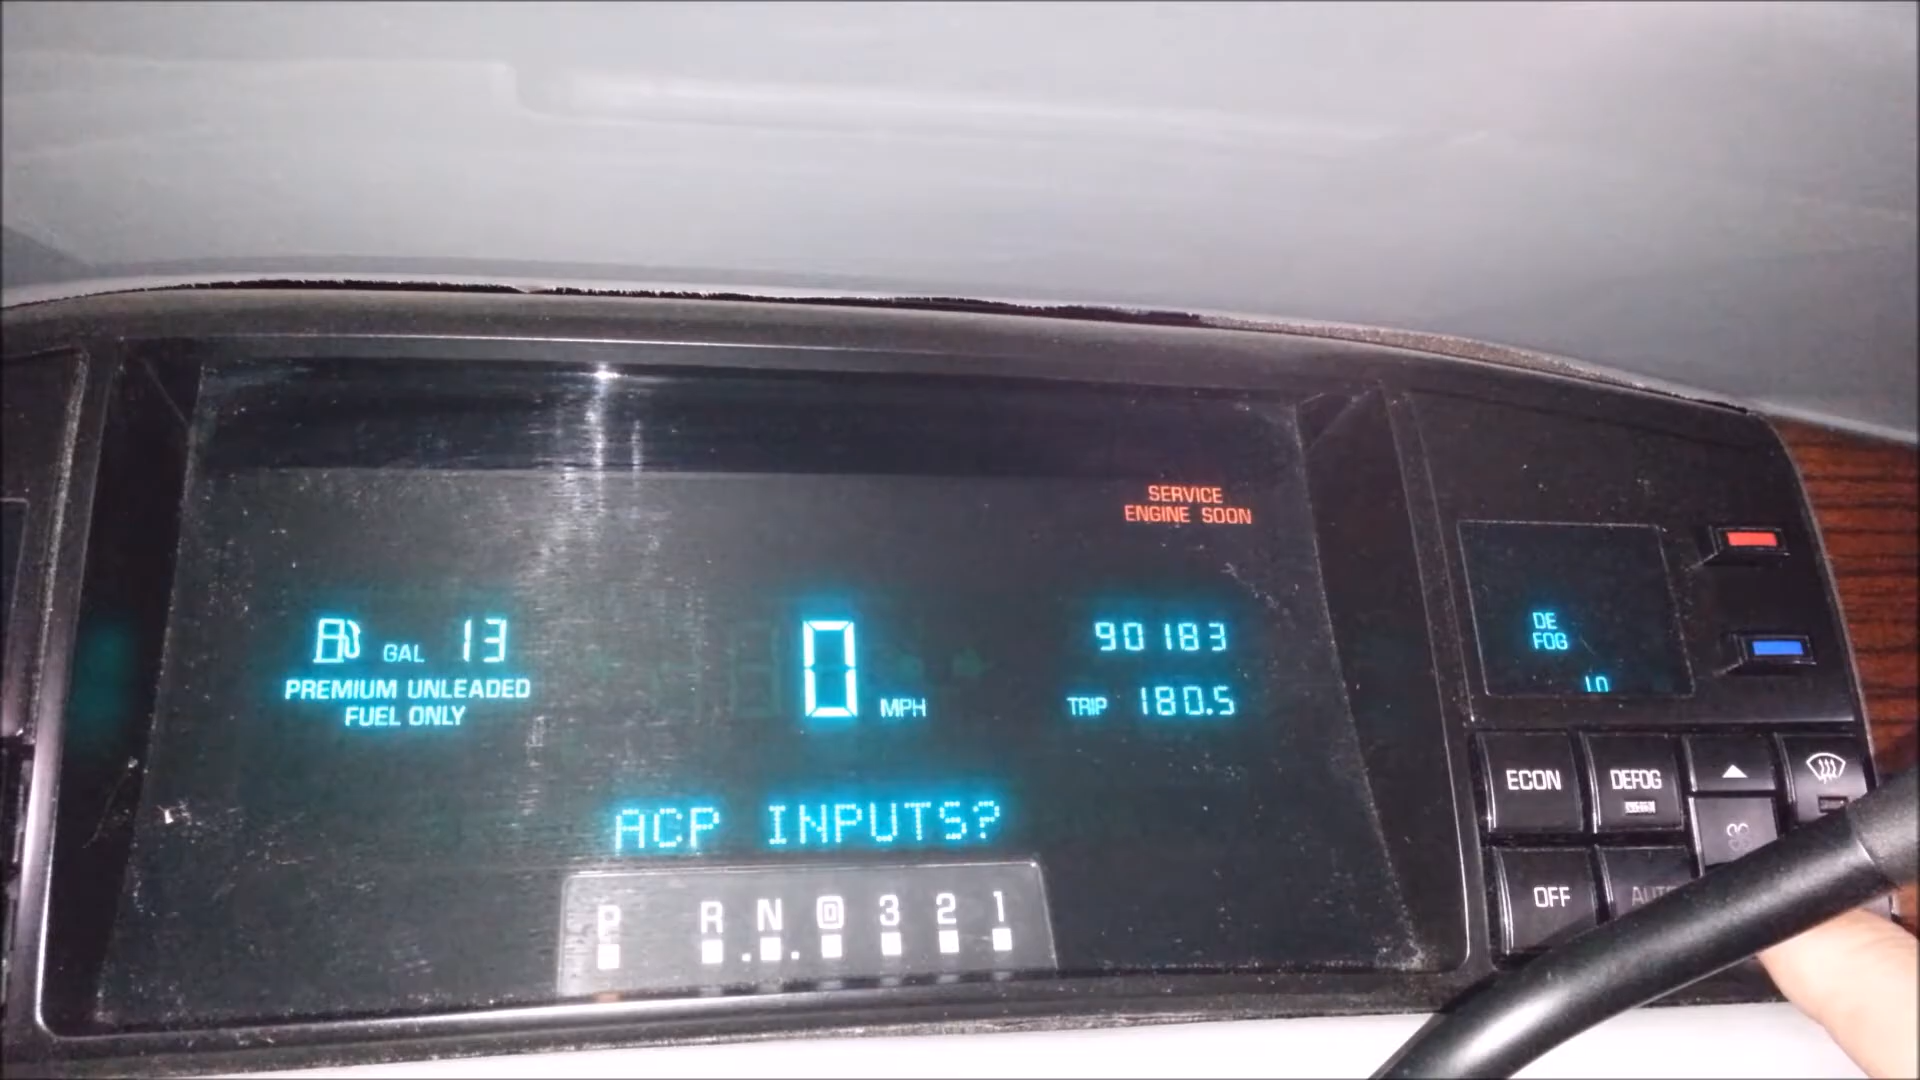 SERVICE
ENGINE SOON
GAL 13
PREMIUM UNLEADED
FUEL ONLY
0 MPH
90183
TRIP 180.5
ACP INPUTS?
P R . N . D 3 2 1
DE
FOG
LO
ECON
DEFOG
OFF
AUTO